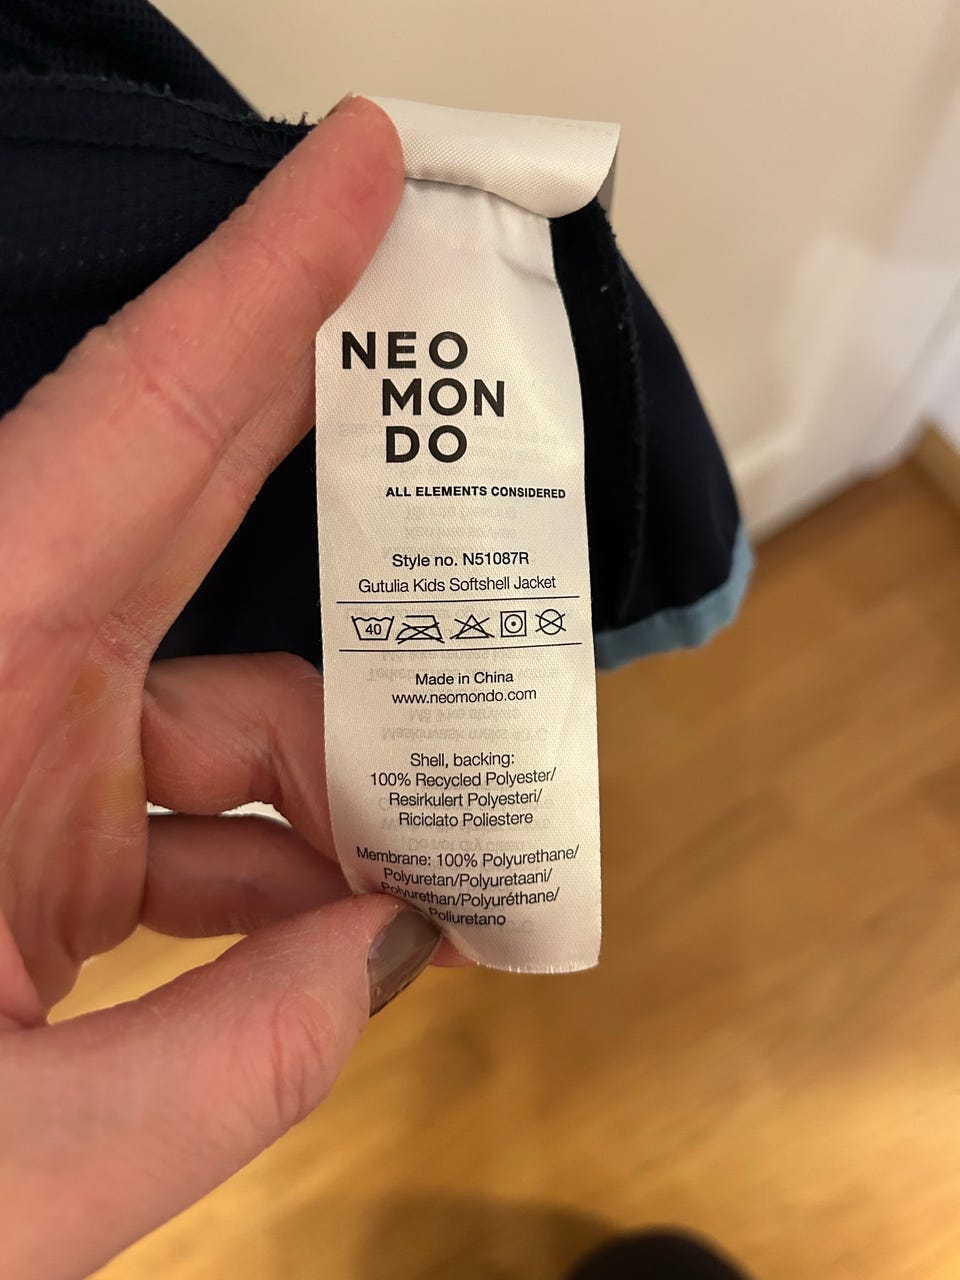 NEO
MON
DO
ALL ELEMENTS CONSIDERED
Style no. N51087R
Gutulia Kids Softshell Jacket
40
Made in China
www.neomondo.com
Shell, backing:
100% Recycled Polyester/
Resirkulert Polyesteri/
Riciclato Poliestere
Membrane: 100% Polyurethane/
Polyuretan/Polyuretaani/
Polyurethan/Polyuréthane/
Poliuretano